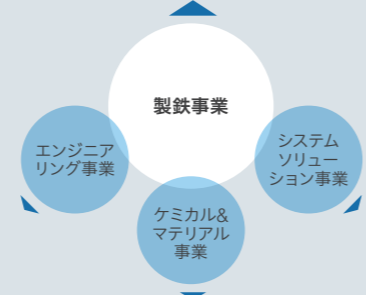 製鉄事業
エンジニア
リング事業
システム
ソリュー
ション事業
ケミカル&
マテリアル
事業